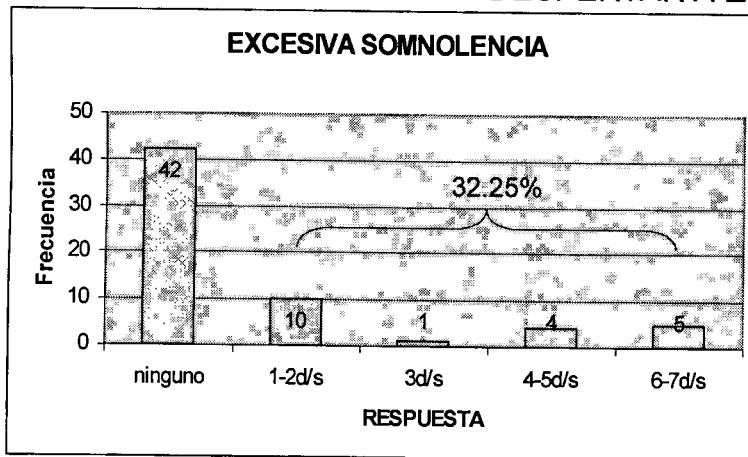 EXCESIVA SOMNOLENCIA
50
40
30
20
10
0
Frecuencia
42
10
1
4
5
32.25%
ninguno
1-2d/s
3d/s
4-5d/s
6-7d/s
RESPUESTA